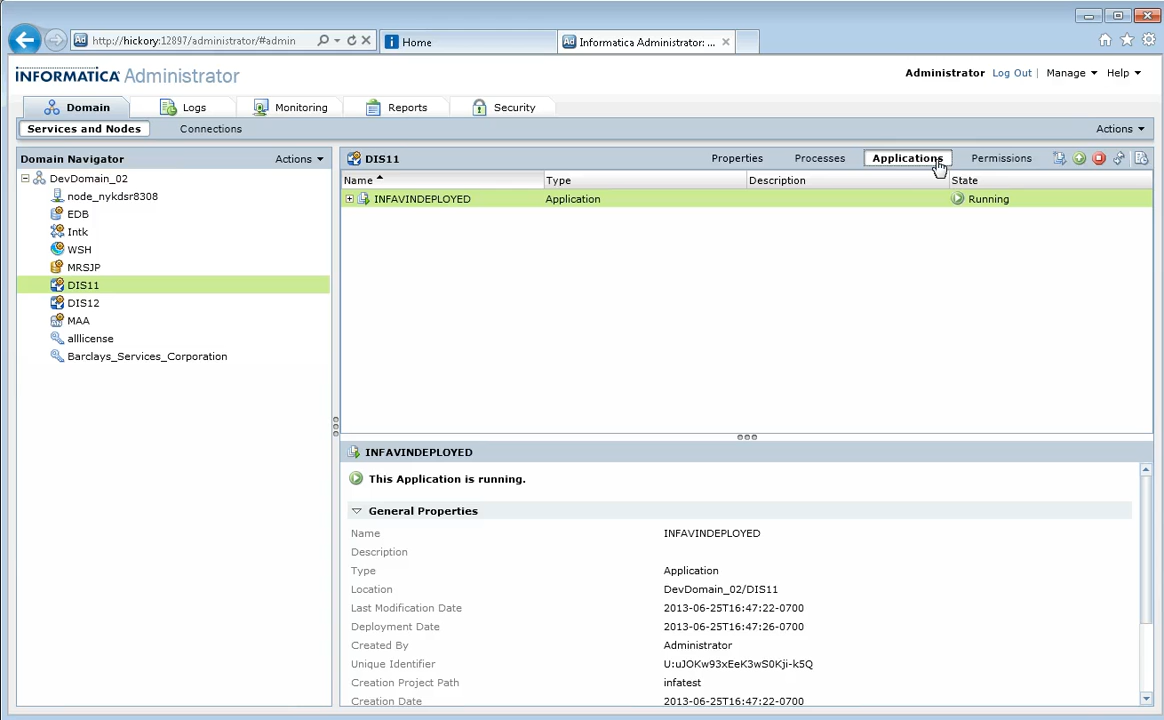 http://hickory:12897/administrator/#admin
Home
Informatica Administrator: ...
INFORMATICA Administrator
Administrator Log Out | Manage Help
Domain Logs Monitoring Reports Security
Services and Nodes Connections Actions
Domain Navigator Actions
DevDomain_02
node_nykdsr8308
EDB
Intk
WSH
MRSJP
DIS11
DIS12
MAA
alllicense
Barclays_Services_Corporation
DIS11 Properties Processes Applications Permissions
Name Type Description State
INFAVINDEPLOYED Application Running
INFAVINDEPLOYED
This Application is running.
General Properties
Name INFAVINDEPLOYED
Description
Type Application
Location DevDomain_02/DIS11
Last Modification Date 2013-06-25T16:47:22-0700
Deployment Date 2013-06-25T16:47:26-0700
Created By Administrator
Unique Identifier U:uJOKw93xEeK3wS0Kji-k5Q
Creation Project Path infatest
Creation Date 2013-06-25T16:47:22-0700